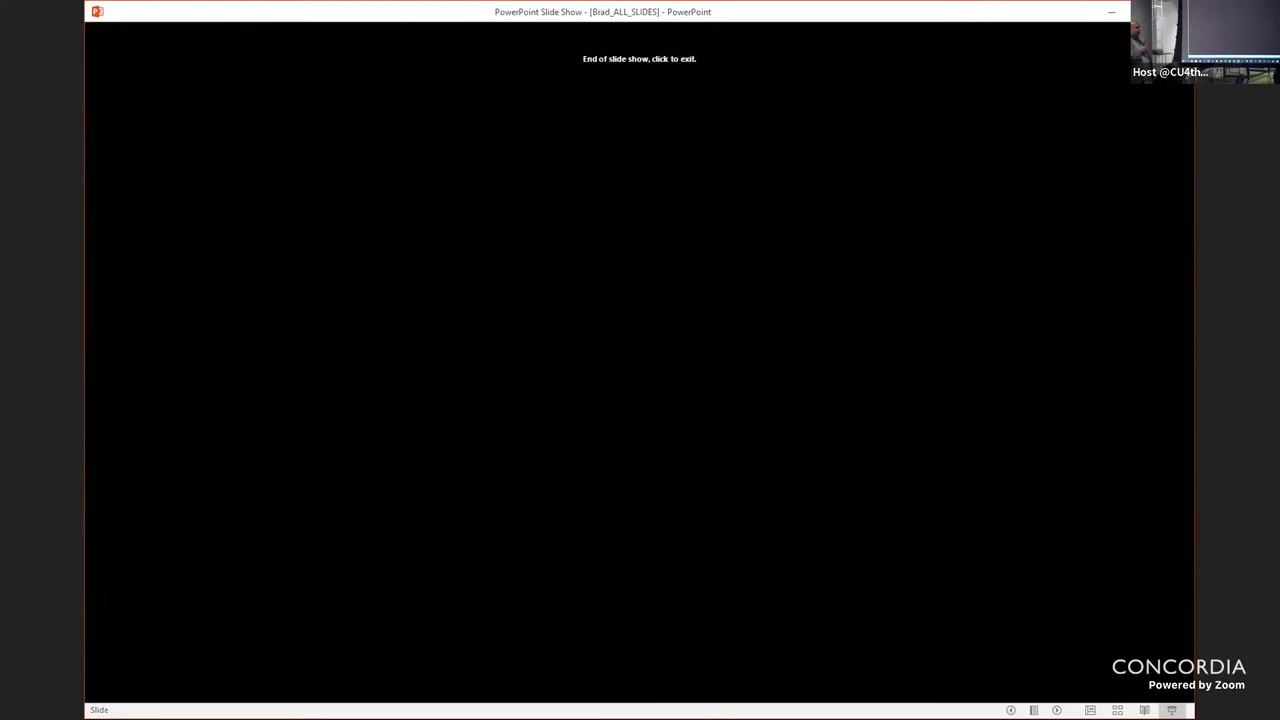 PowerPoint Slide Show - [Brad_ALL_SLIDES] - PowerPoint
End of slide show, click to exit.
Host @CU4th...
CONCORDIA
Powered by Zoom
Slide